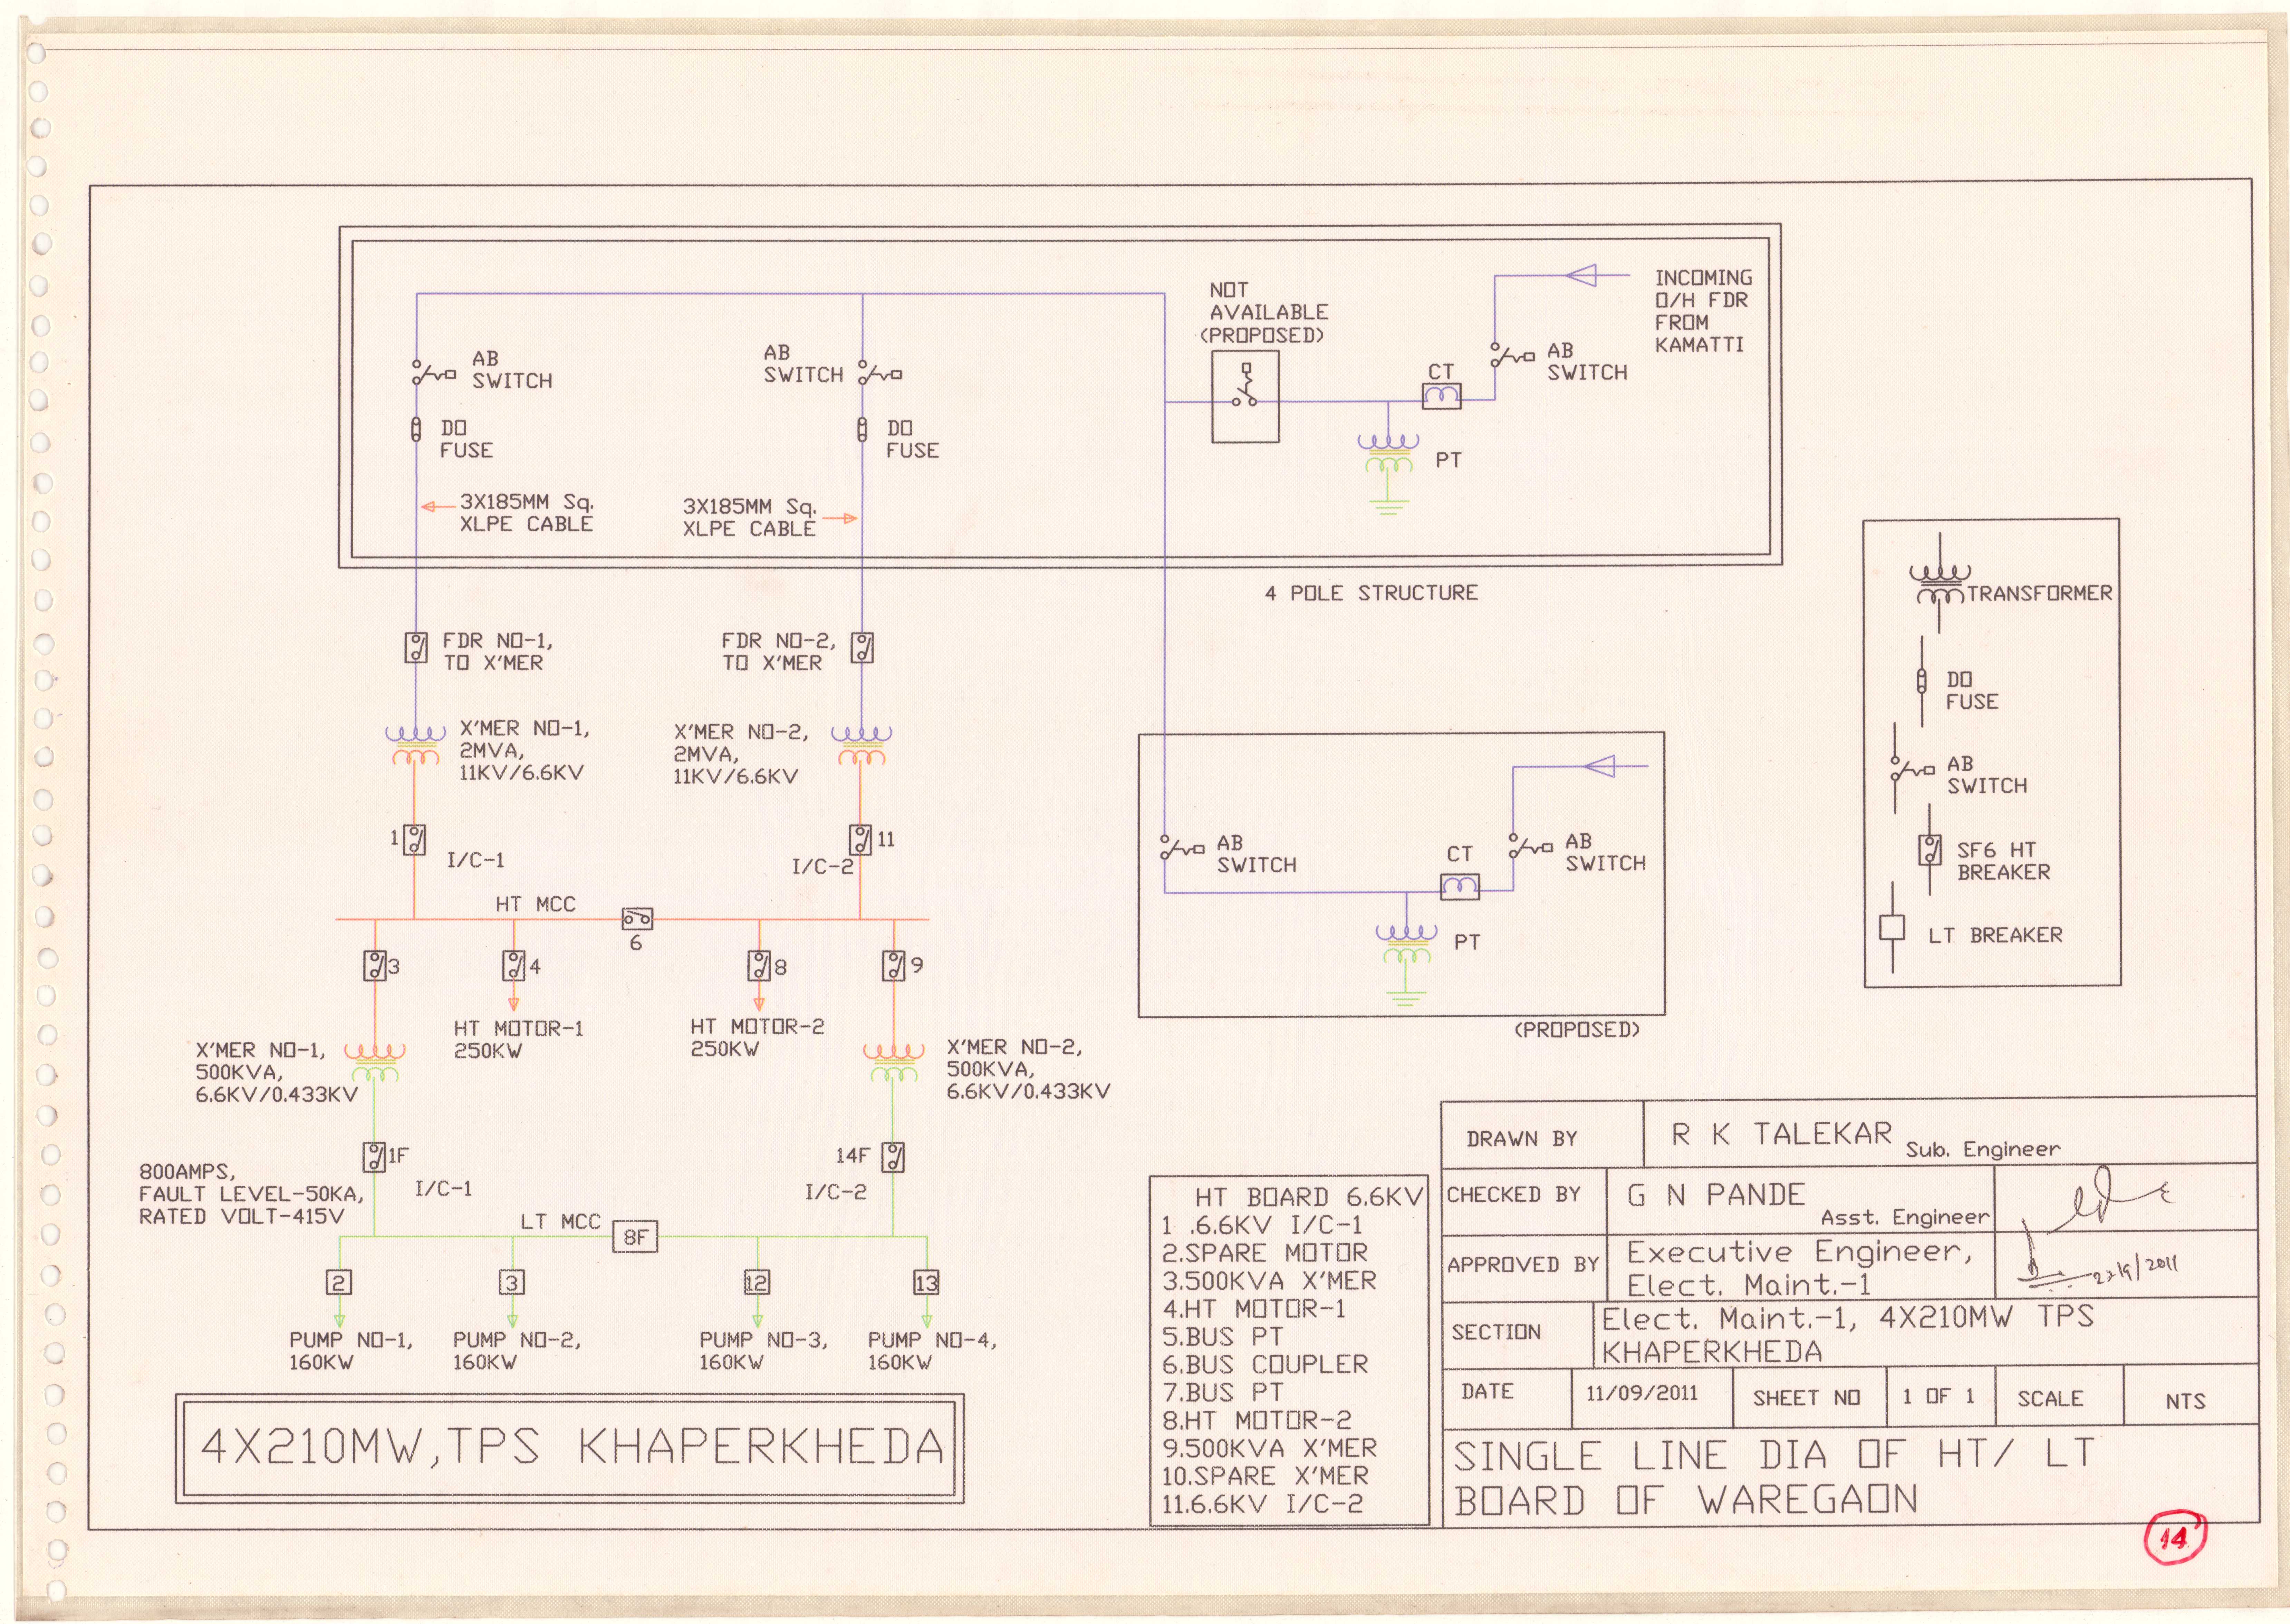 NOT
AVAILABLE
(PROPOSED)
INCOMING
O/H FDR
FROM
KAMATTI
AB
SWITCH
AB
SWITCH
CT
AB
SWITCH
DO
FUSE
DO
FUSE
PT
3X185MM Sq.
XLPE CABLE
3X185MM Sq.
XLPE CABLE
4 POLE STRUCTURE
TRANSFORMER
DO
FUSE
AB
SWITCH
SF6 HT
BREAKER
LT BREAKER
FDR NO-1,
TO X'MER
FDR NO-2,
TO X'MER
X'MER NO-1,
2MVA,
11KV/6.6KV
X'MER NO-2,
2MVA,
11KV/6.6KV
1
I/C-1
11
I/C-2
AB
SWITCH
CT
AB
SWITCH
PT
(PROPOSED)
HT MCC
6
3
4
8
9
HT MOTOR-1
250KW
HT MOTOR-2
250KW
X'MER NO-1,
500KVA,
6.6KV/0.433KV
X'MER NO-2,
500KVA,
6.6KV/0.433KV
1F
I/C-1
14F
I/C-2
800AMPS,
FAULT LEVEL-50KA,
RATED VOLT-415V
LT MCC
8F
2
3
12
13
PUMP NO-1,
160KW
PUMP NO-2,
160KW
PUMP NO-3,
160KW
PUMP NO-4,
160KW
4X210MW,TPS KHAPERKHEDA
HT BOARD 6.6KV
1 .6.6KV I/C-1
2.SPARE MOTOR
3.500KVA X'MER
4.HT MOTOR-1
5.BUS PT
6.BUS COUPLER
7.BUS PT
8.HT MOTOR-2
9.500KVA X'MER
10.SPARE X'MER
11.6.6KV I/C-2
DRAWN BY R K TALEKAR Sub. Engineer
CHECKED BY G N PANDE Asst. Engineer
APPROVED BY Executive Engineer,
Elect. Maint.-1
22/9/2011
SECTION Elect. Maint.-1, 4X210MW TPS
KHAPERKHEDA
DATE 11/09/2011 SHEET NO 1 OF 1 SCALE NTS
SINGLE LINE DIA OF HT/ LT
BOARD OF WAREGAON
14